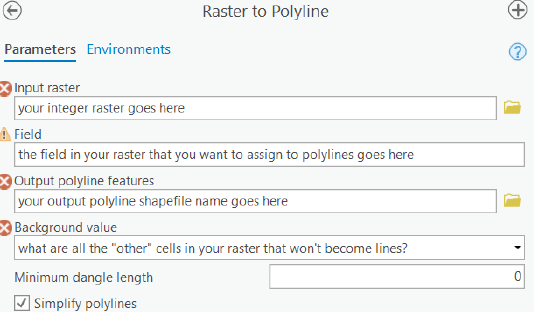 Raster to Polyline
Parameters Environments
Input raster
your integer raster goes here
Field
the field in your raster that you want to assign to polylines goes here
Output polyline features
your output polyline shapefile name goes here
Background value
what are all the "other" cells in your raster that won't become lines?
Minimum dangle length 0
Simplify polylines